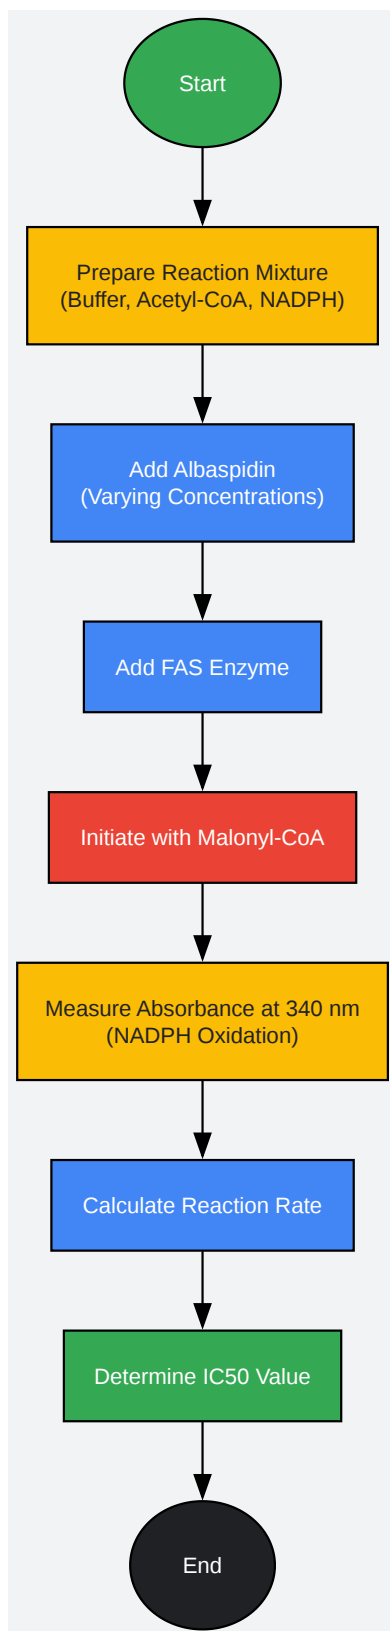 Start
Prepare Reaction Mixture
(Buffer, Acetyl-CoA, NADPH)
Add Albaspidin
(Varying Concentrations)
Add FAS Enzyme
Initiate with Malonyl-CoA
Measure Absorbance at 340 nm
(NADPH Oxidation)
Calculate Reaction Rate
Determine IC50 Value
End